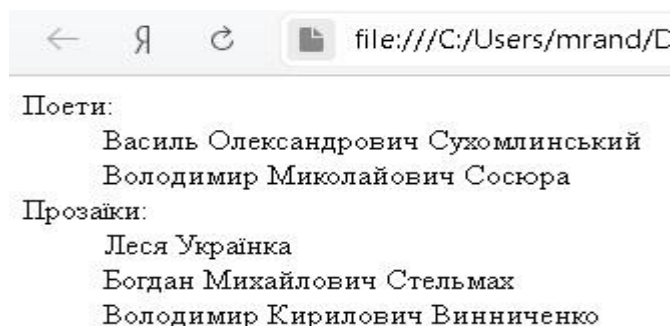 Я file:///C:/Users/mrand/D
Поети:
Василь Олександрович Сухомлинський
Володимир Миколайович Сосюра
Прозаїки:
Леся Українка
Богдан Михайлович Стельмах
Володимир Кирилович Винниченко